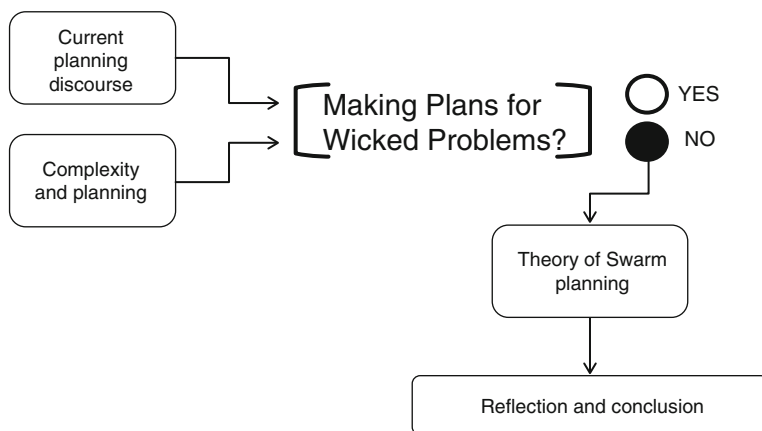 Current
planning
discourse
Complexity
and planning
Making Plans for
Wicked Problems?
YES
NO
Theory of Swarm
planning
Reflection and conclusion